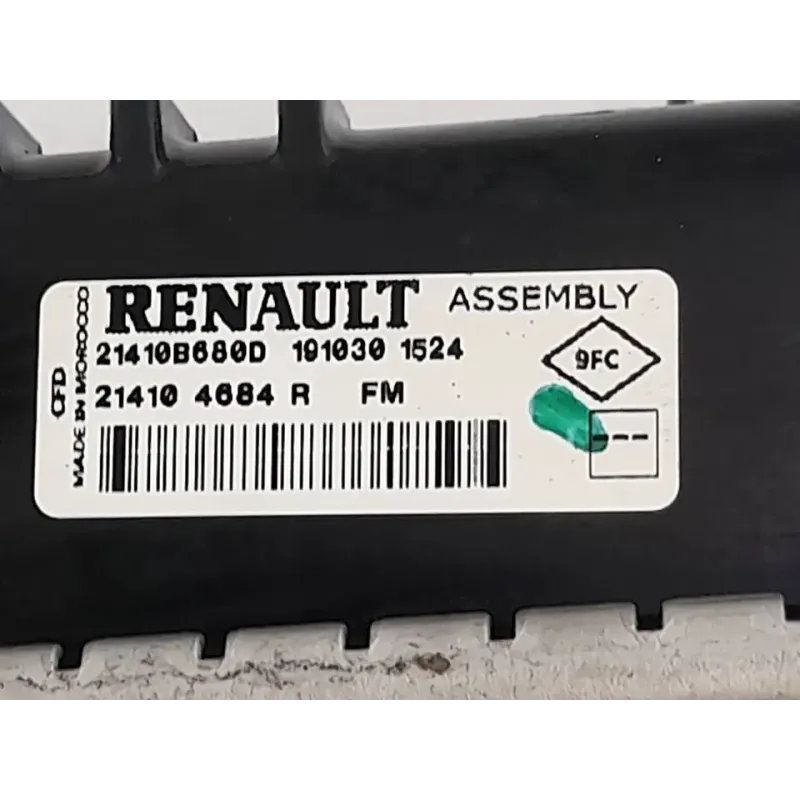 RENAULT ASSEMBLY
21410B680D 191030 1524
21410 4684 R FM
9FC
---
CFD
MADE IN MOROCCO